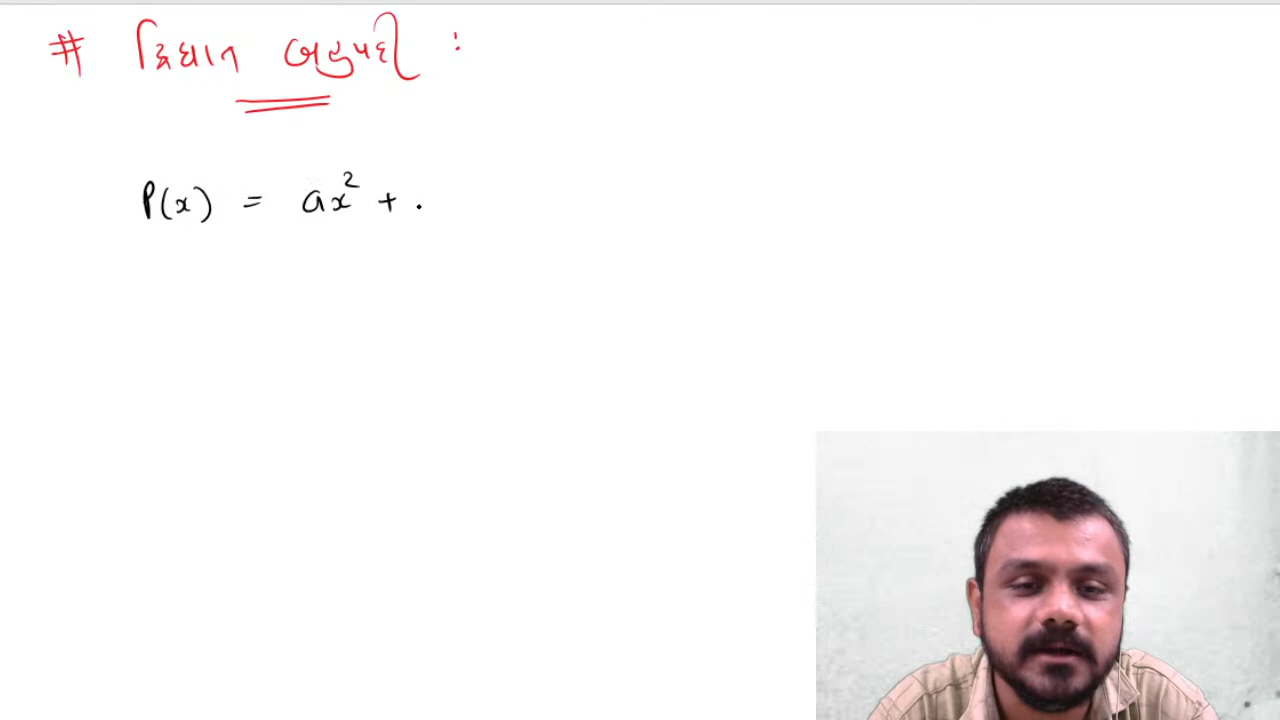 # દ્વિઘાત બહુપદી :
P(x) = ax² + .